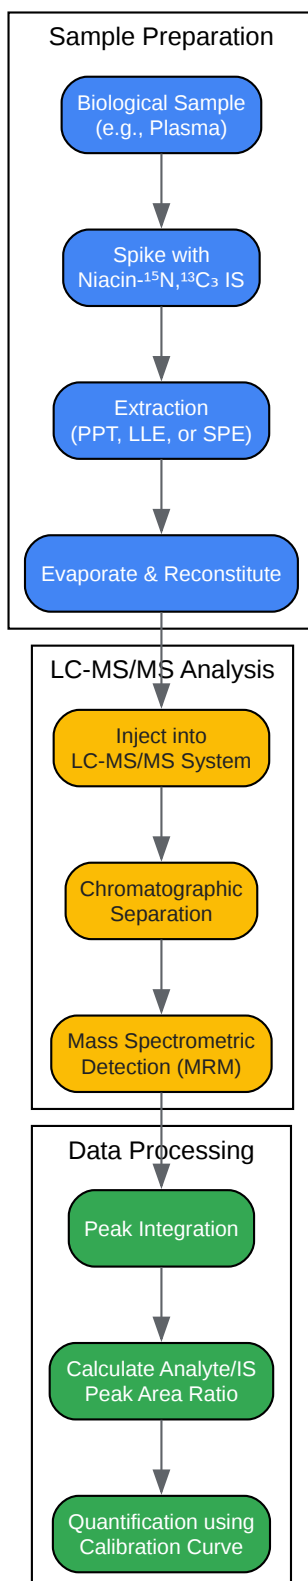 Sample Preparation
Biological Sample
(e.g., Plasma)
Spike with
Niacin-¹⁵N,¹³C₃ IS
Extraction
(PPT, LLE, or SPE)
Evaporate & Reconstitute
LC-MS/MS Analysis
Inject into
LC-MS/MS System
Chromatographic
Separation
Mass Spectrometric
Detection (MRM)
Data Processing
Peak Integration
Calculate Analyte/IS
Peak Area Ratio
Quantification using
Calibration Curve